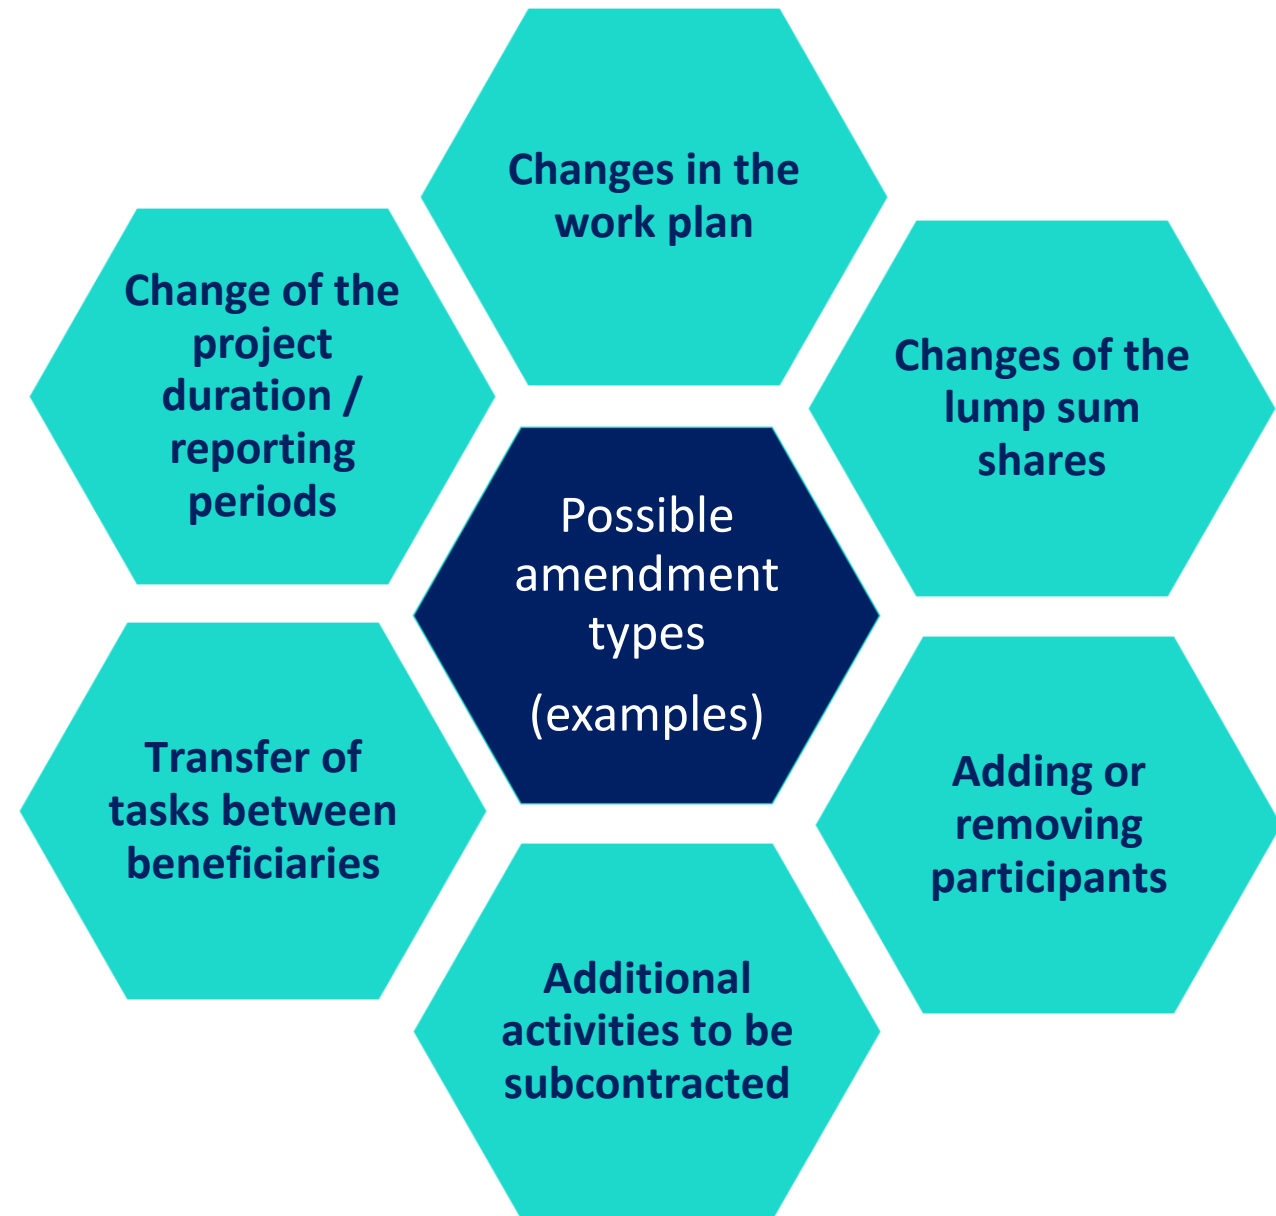 Changes in the
work plan
Change of the
project
duration /
reporting
periods
Changes of the
lump sum
shares
Possible
amendment
types
(examples)
Transfer of
tasks between
beneficiaries
Adding or
removing
participants
Additional
activities to be
subcontracted